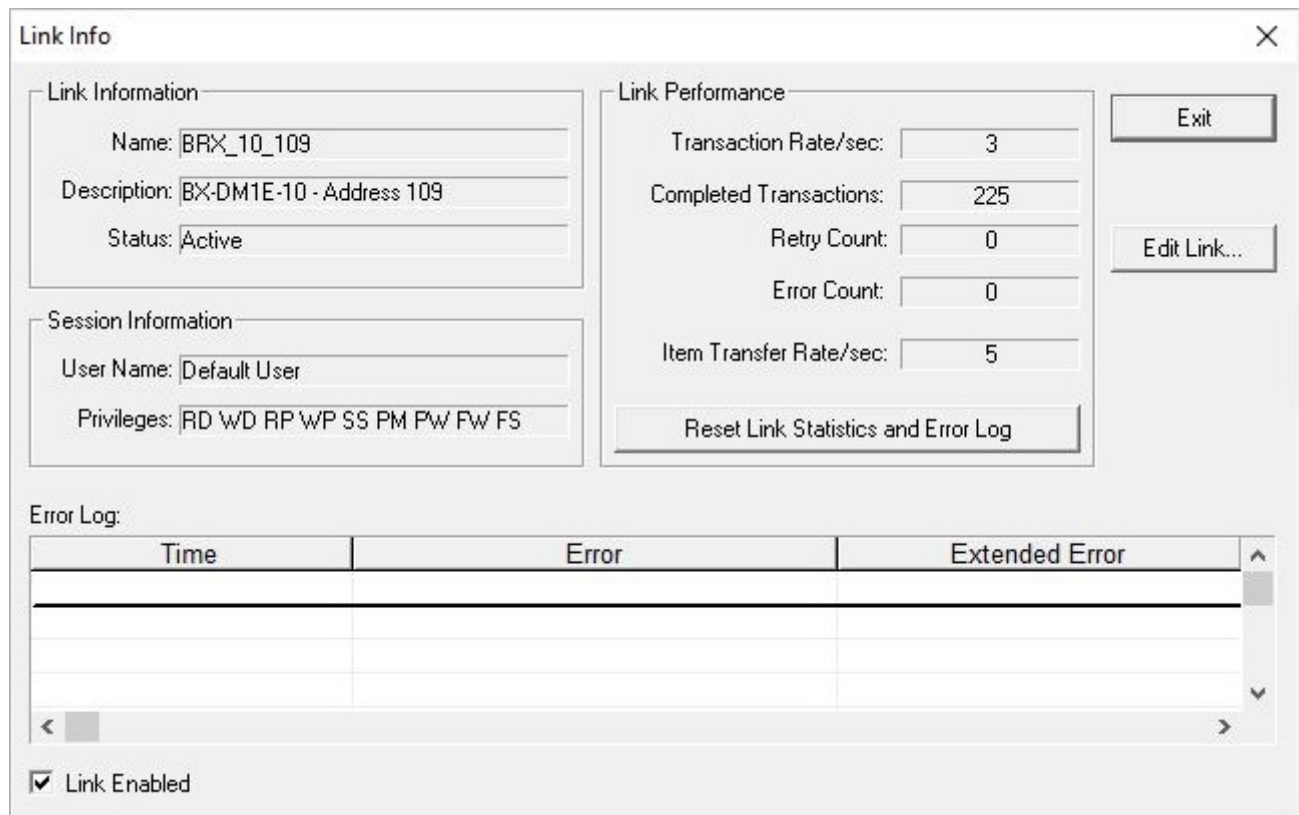 Link Info
Link Information
Name: BRX_10_109
Description: BX-DM1E-10 - Address 109
Status: Active
Session Information
User Name: Default User
Privileges: RD WD RP WP SS PM PW FW FS
Link Performance
Transaction Rate/sec: 3
Completed Transactions: 225
Retry Count: 0
Error Count: 0
Item Transfer Rate/sec: 5
Reset Link Statistics and Error Log
Exit
Edit Link...
Error Log:
Time Error Extended Error
Link Enabled